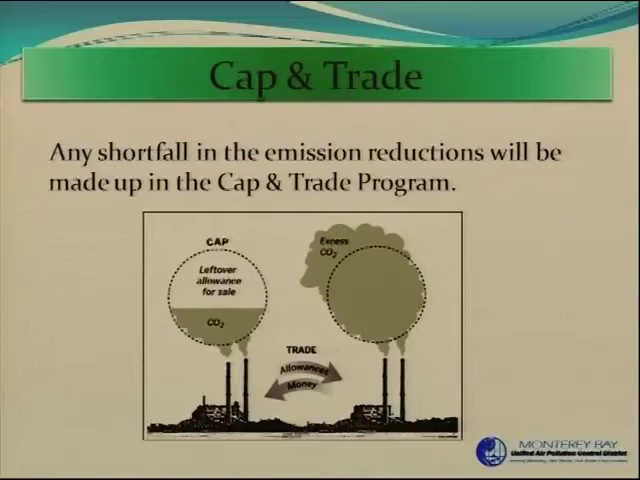 Cap & Trade
Any shortfall in the emission reductions will be
made up in the Cap & Trade Program.
CAP
Leftover
allowance
for sale
CO2
Excess
CO2
TRADE
Allowances
Money
MONTEREY BAY
Unified Air Pollution Control District